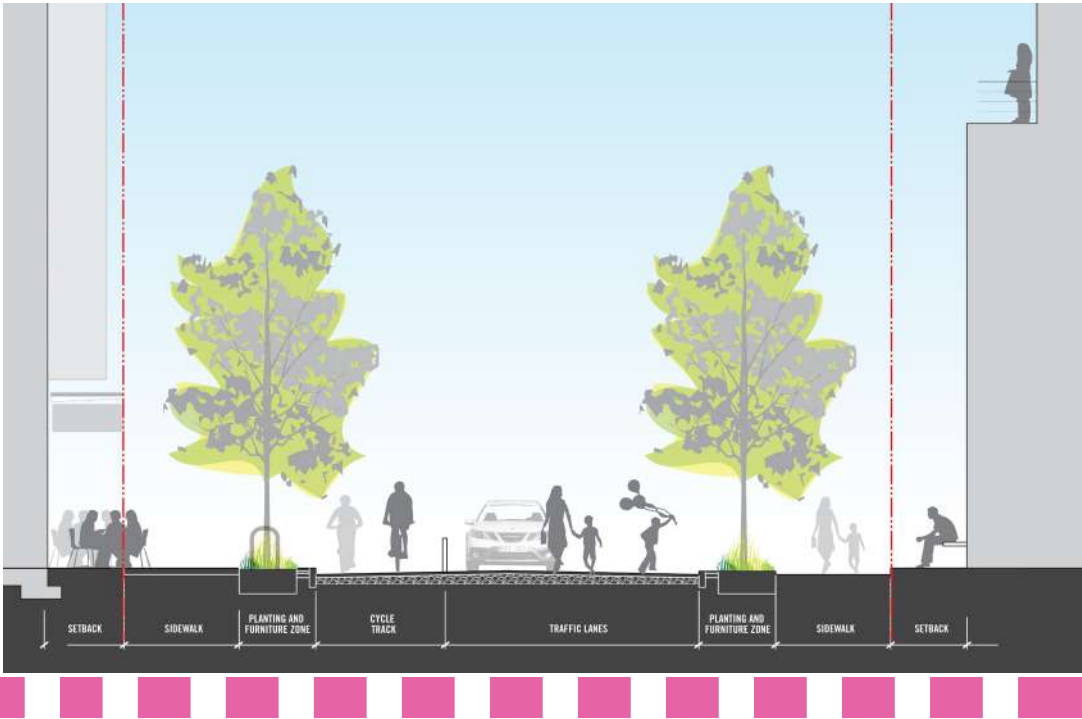 SETBACK
SIDEWALK
PLANTING AND
FURNITURE ZONE
CYCLE
TRACK
TRAFFIC LANES
PLANTING AND
FURNITURE ZONE
SIDEWALK
SETBACK